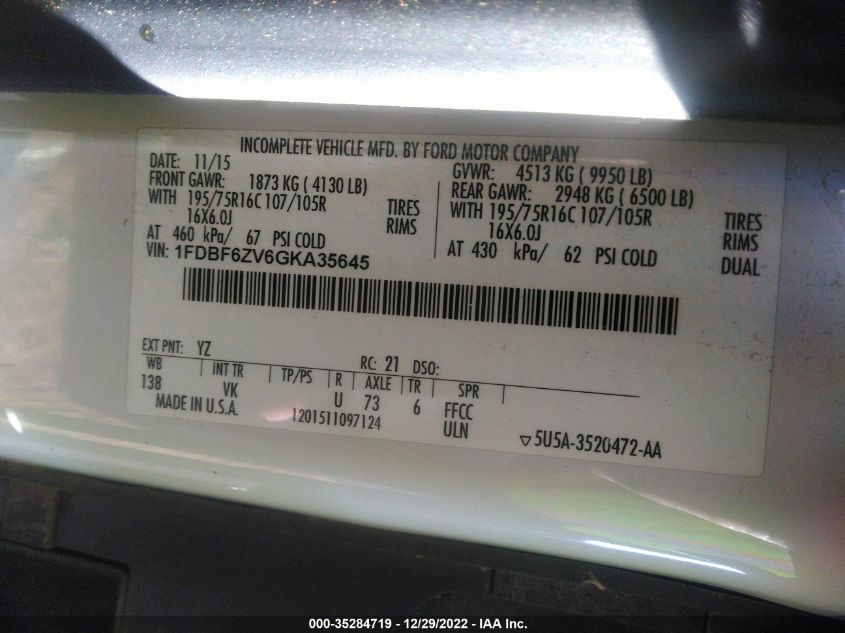 INCOMPLETE VEHICLE MFD. BY FORD MOTOR COMPANY
DATE: 11/15
GVWR: 4513 KG ( 9950 LB)
FRONT GAWR: 1873 KG ( 4130 LB)
REAR GAWR: 2948 KG ( 6500 LB)
WITH 195/75R16C 107/105R TIRES
WITH 195/75R16C 107/105R TIRES
16X6.0J RIMS
16X6.0J RIMS
AT 460 kPa/ 67 PSI COLD
AT 430 kPa/ 62 PSI COLD DUAL
VIN: 1FDBF6ZV6GKA35645
EXT PNT: YZ RC: 21 DSO:
WB INT TR TP/PS R AXLE TR SPR
138 VK U 73 6 FFCC
MADE IN U.S.A. 1201511097124 ULN
▽5U5A-3520472-AA
000-35284719 - 12/29/2022 - IAA Inc.